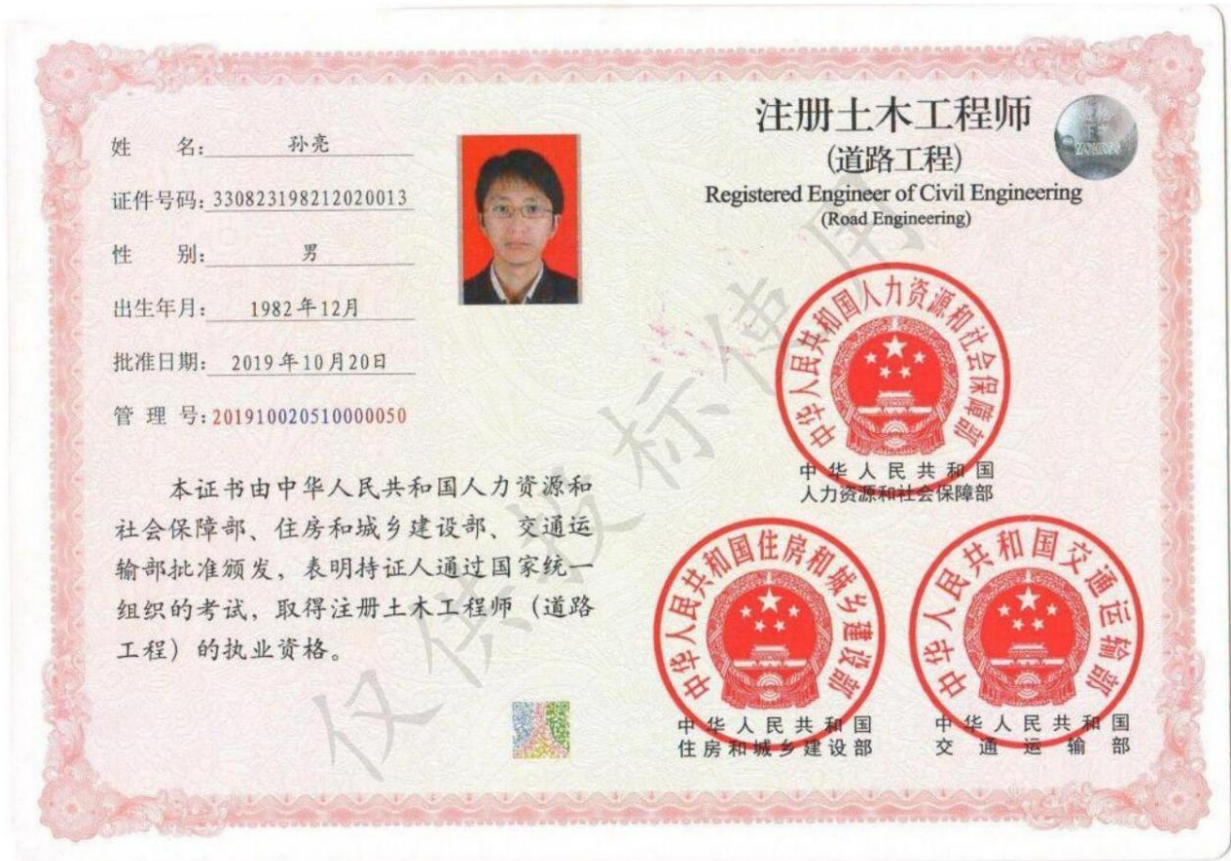 姓 名: 孙亮
证件号码: 330823198212020013
性 别: 男
出生年月: 1982年12月
批准日期: 2019年10月20日
管 理 号: 201910020510000050
本证书由中华人民共和国人力资源和
社会保障部、住房和城乡建设部、交通运
输部批准颁发，表明持证人通过国家统一
组织的考试，取得注册土木工程师（道路
工程）的执业资格。
注册土木工程师
(道路工程)
Registered Engineer of Civil Engineering
(Road Engineering)
中华人民共和国人力资源和社会保障部
中华人民共和国
人力资源和社会保障部
中华人民共和国住房和城乡建设部
中华人民共和国
住房和城乡建设部
中华人民共和国交通运输部
中华人民共和国
交通运输部
仅供投标使用